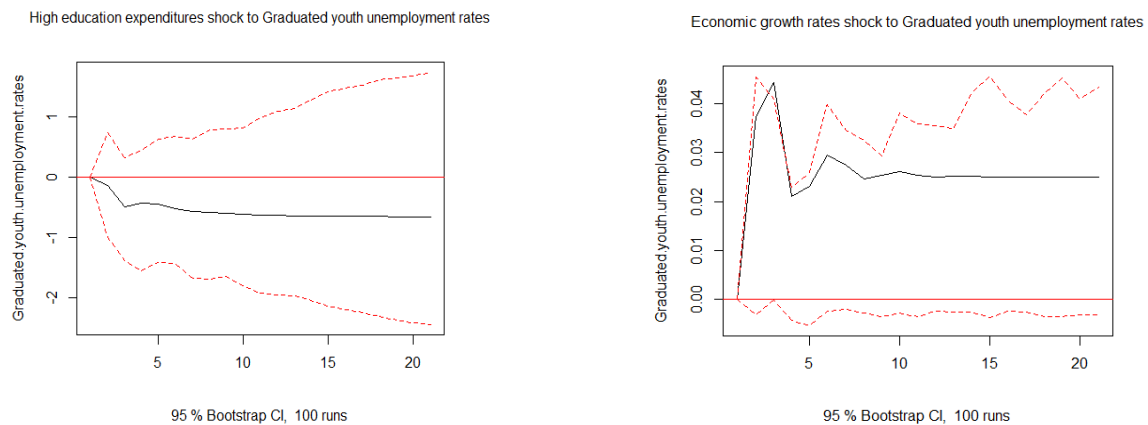 High education expenditures shock to Graduated youth unemployment rates
Graduated.youth.unemployment.rates
1
0
-1
-2
5
10
15
20
95 % Bootstrap CI, 100 runs
Economic growth rates shock to Graduated youth unemployment rates
Graduated.youth.unemployment.rates
0.04
0.03
0.02
0.01
0.00
5
10
15
20
95 % Bootstrap CI, 100 runs